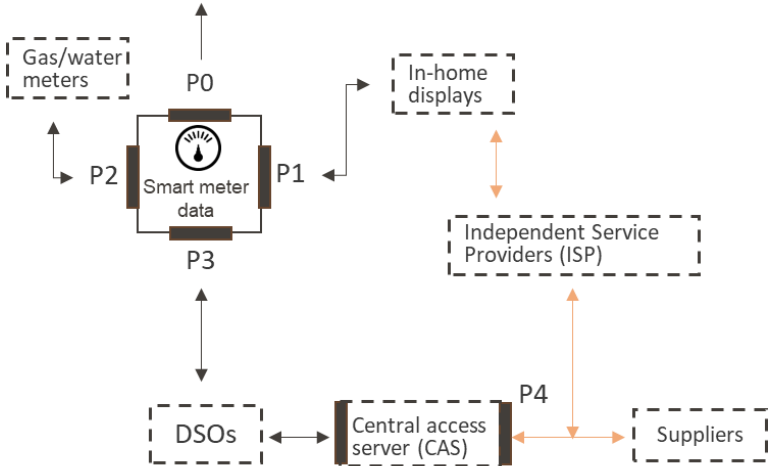 Gas/water
meters
P0
In-home
displays
P2
Smart meter
data
P1
P3
Independent Service
Providers (ISP)
P4
DSOs
Central access
server (CAS)
Suppliers